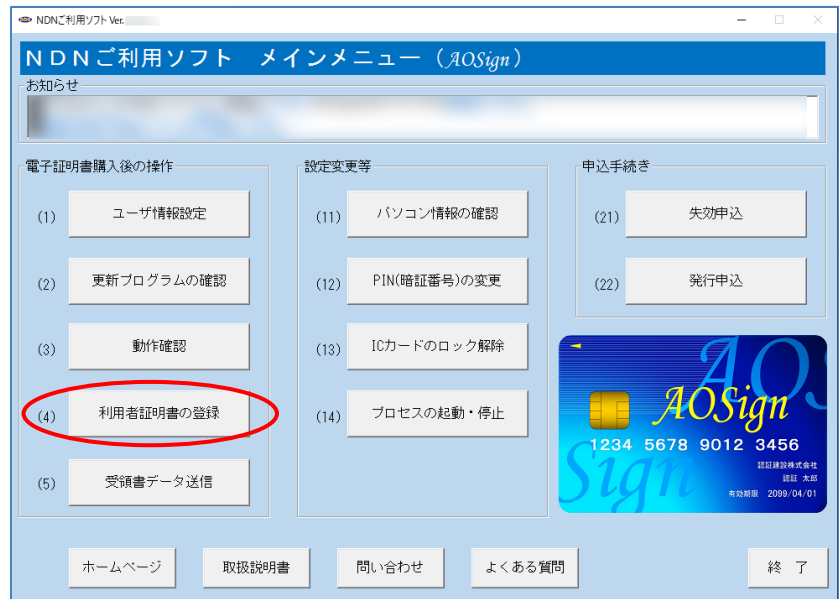 NDNご利用ソフト Ver.
NDNご利用ソフト メインメニュー（AOSign）
お知らせ
電子証明書購入後の操作
(1) ユーザ情報設定
(2) 更新プログラムの確認
(3) 動作確認
(4) 利用者証明書の登録
(5) 受領書データ送信
設定変更等
(11) パソコン情報の確認
(12) PIN(暗証番号)の変更
(13) ICカードのロック解除
(14) プロセスの起動・停止
申込手続き
(21) 失効申込
(22) 発行申込
AOSign
1234 5678 9012 3456
認証建設株式会社
認証 太郎
有効期限 2099/04/01
ホームページ 取扱説明書 問い合わせ よくある質問 終 了